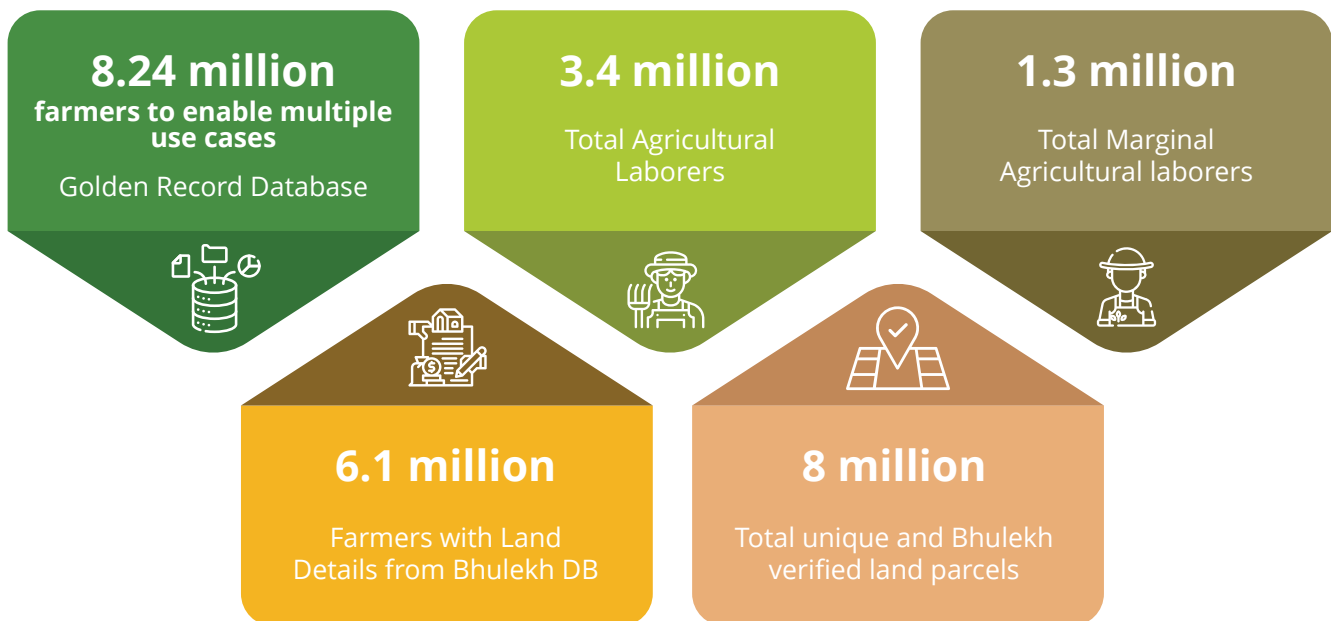 8.24 million
farmers to enable multiple
use cases
Golden Record Database
3.4 million
Total Agricultural
Laborers
1.3 million
Total Marginal
Agricultural laborers
6.1 million
Farmers with Land
Details from Bhulekh DB
8 million
Total unique and Bhulekh
verified land parcels